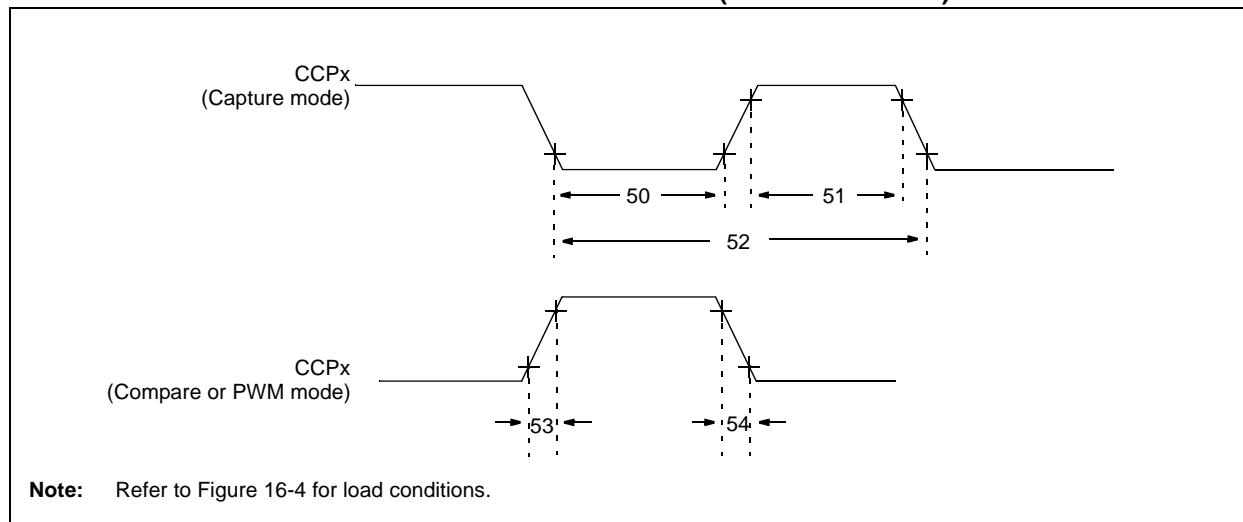 CCPx
(Capture mode)
50
51
52
CCPx
(Compare or PWM mode)
53
54
Note: Refer to Figure 16-4 for load conditions.